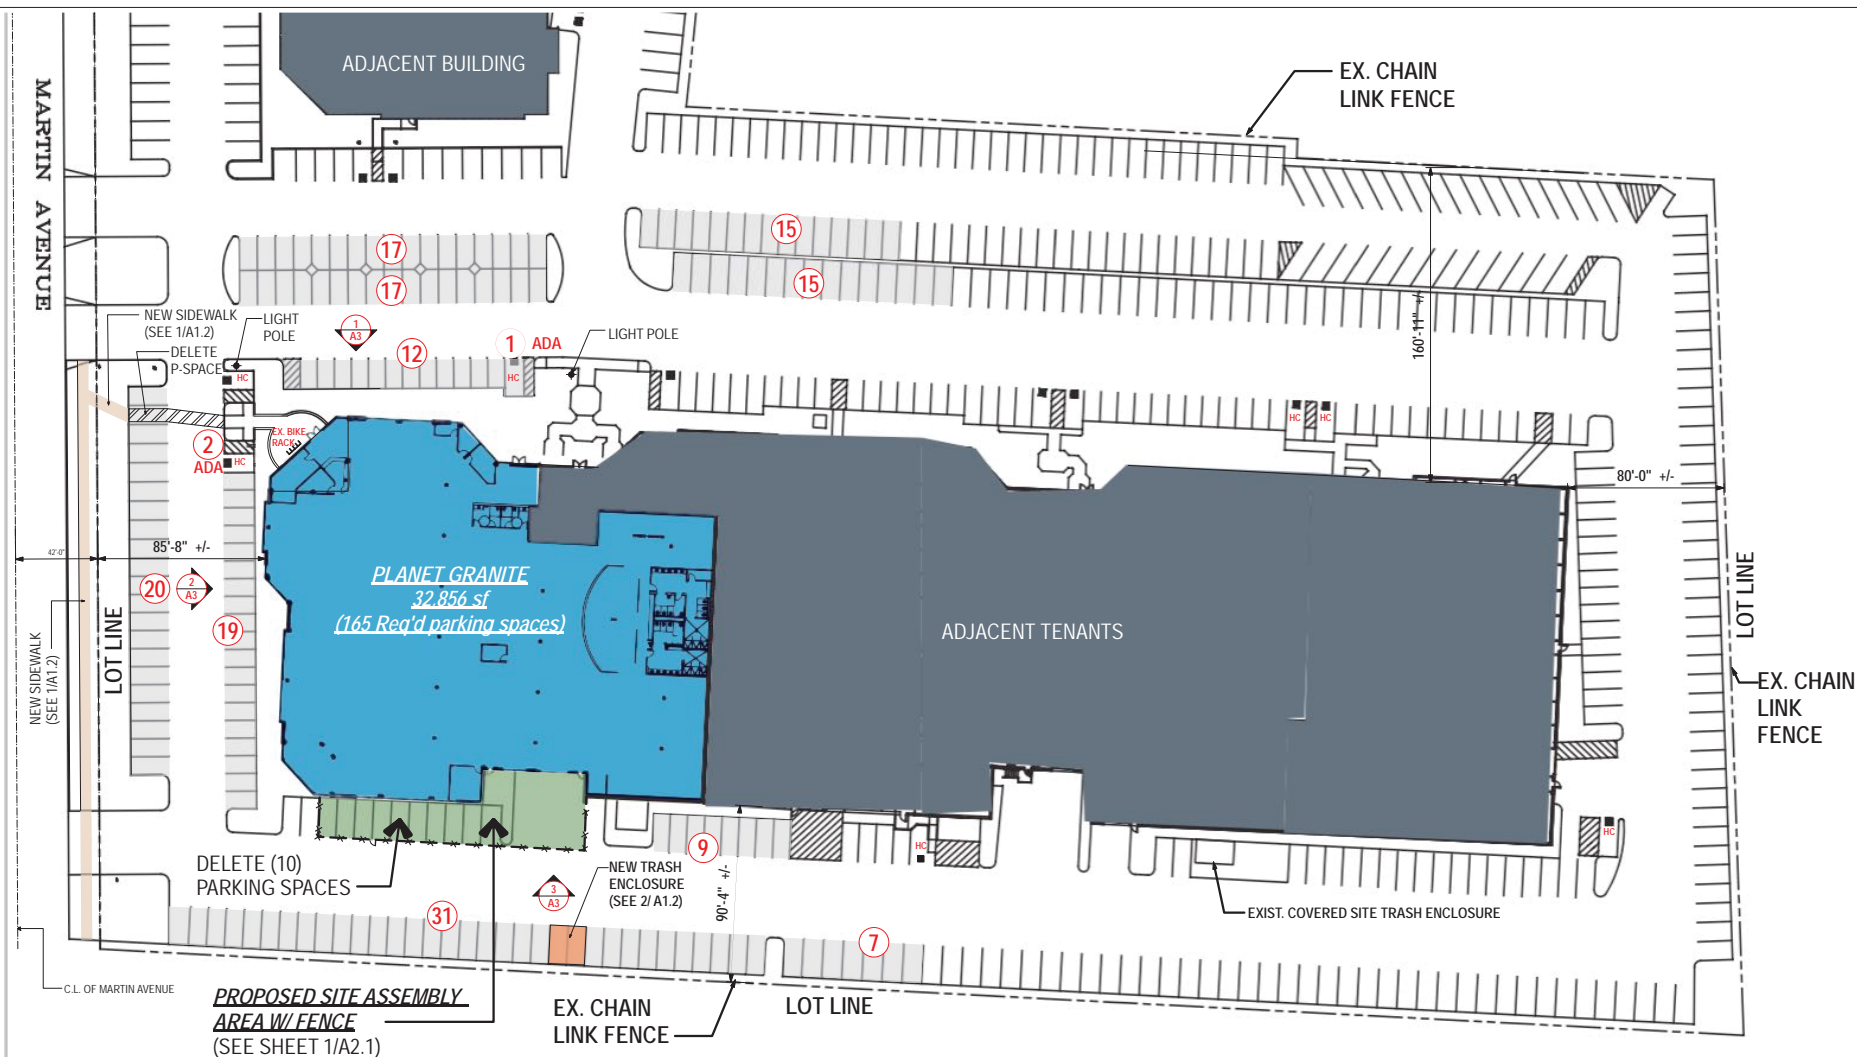 ADJACENT BUILDING
EX. CHAIN
LINK FENCE
MARTIN AVENUE
17
17
15
15
160'-11" +/-
NEW SIDEWALK
(SEE 1/A1.2)
LIGHT
POLE
1
A3
12
1 ADA
HC
LIGHT POLE
DELETE
P-SPACE
HC
EX. BIKE
RACK
2
ADA
HC
HC
HC
80'-0" +/-
42'-0"
85'-8" +/-
20
2
A3
19
PLANET GRANITE
32,856 sf
(165 Req'd parking spaces)
ADJACENT TENANTS
NEW SIDEWALK
(SEE 1/A1.2)
LOT LINE
LOT LINE
EX. CHAIN
LINK
FENCE
9
HC
HC
DELETE (10)
PARKING SPACES
3
A3
NEW TRASH
ENCLOSURE
(SEE 2/ A1.2)
90'-4" +/-
31
7
EXIST. COVERED SITE TRASH ENCLOSURE
C.L. OF MARTIN AVENUE
PROPOSED SITE ASSEMBLY
AREA W/ FENCE
(SEE SHEET 1/A2.1)
EX. CHAIN
LINK FENCE
LOT LINE